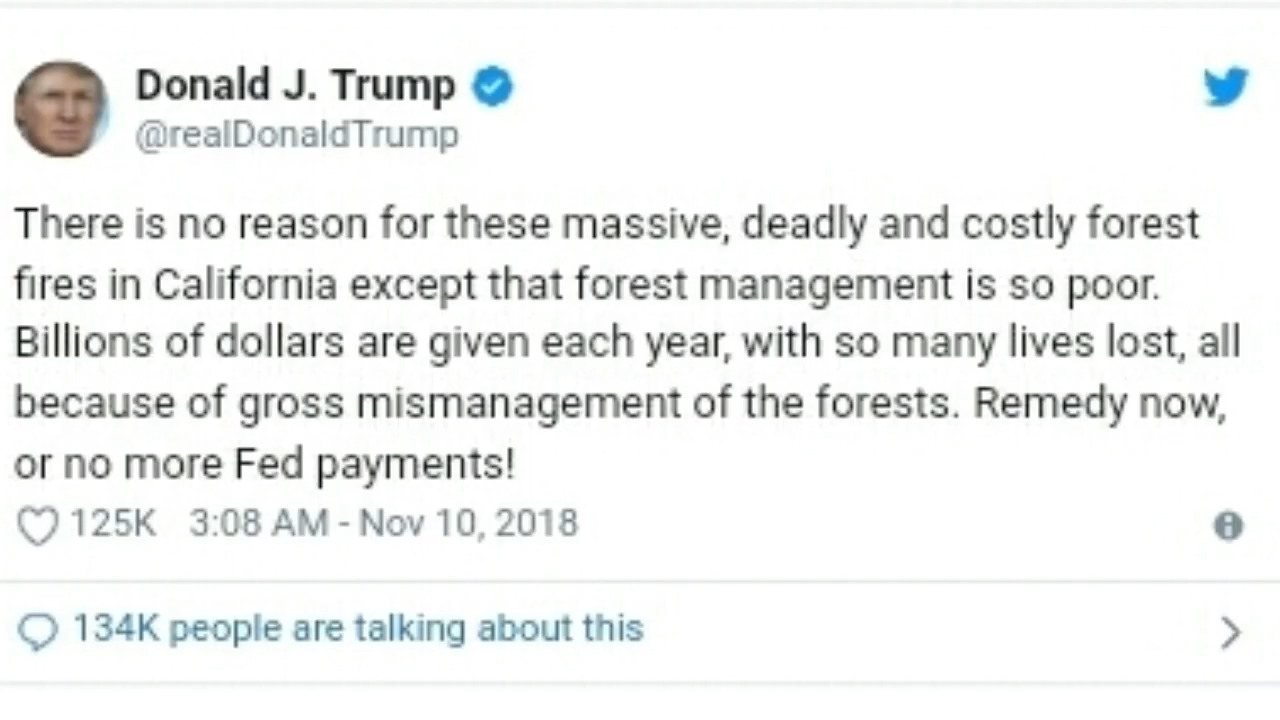 Donald J. Trump
@realDonaldTrump
There is no reason for these massive, deadly and costly forest
fires in California except that forest management is so poor.
Billions of dollars are given each year, with so many lives lost, all
because of gross mismanagement of the forests. Remedy now,
or no more Fed payments!
125K 3:08 AM - Nov 10, 2018
134K people are talking about this